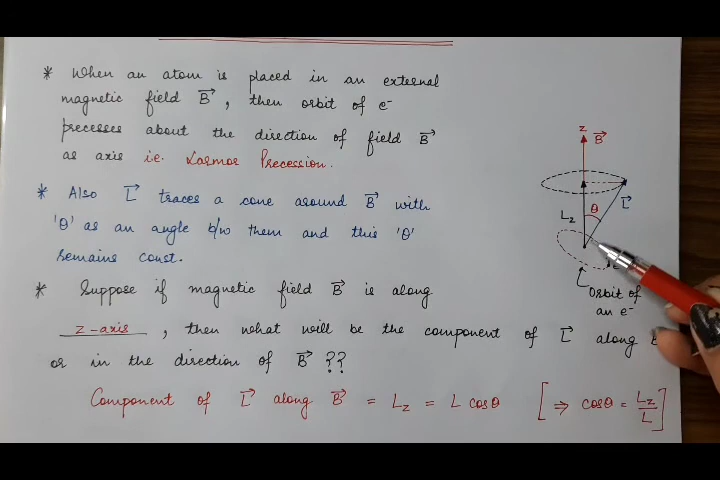 * When an atom is placed in an external
magnetic field B⃗, then orbit of e⁻
precesses about the direction of field B⃗
as axis i.e. Larmor Precession.
* Also L⃗ traces a cone around B⃗ with
'θ' as an angle b/w them and this 'θ'
remains const.
* Suppose if magnetic field B⃗ is along
z-axis, then what will be the component of L⃗ along
or in the direction of B⃗ ??
Component of L⃗ along B⃗ = Lz = L cosθ [⇒ cosθ = Lz/L]
z
B⃗
Lz
θ
L⃗
Orbit of
an e⁻